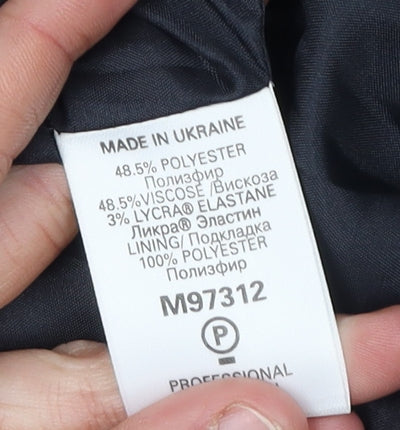 MADE IN UKRAINE
48.5% POLYESTER
Полиэфир
48.5%VISCOSE /Вискоза
3% LYCRA® ELASTANE
Ликра® Эластин
LINING/ Подкладка
100% POLYESTER
Полиэфир
M97312
P
PROFESSIONAL